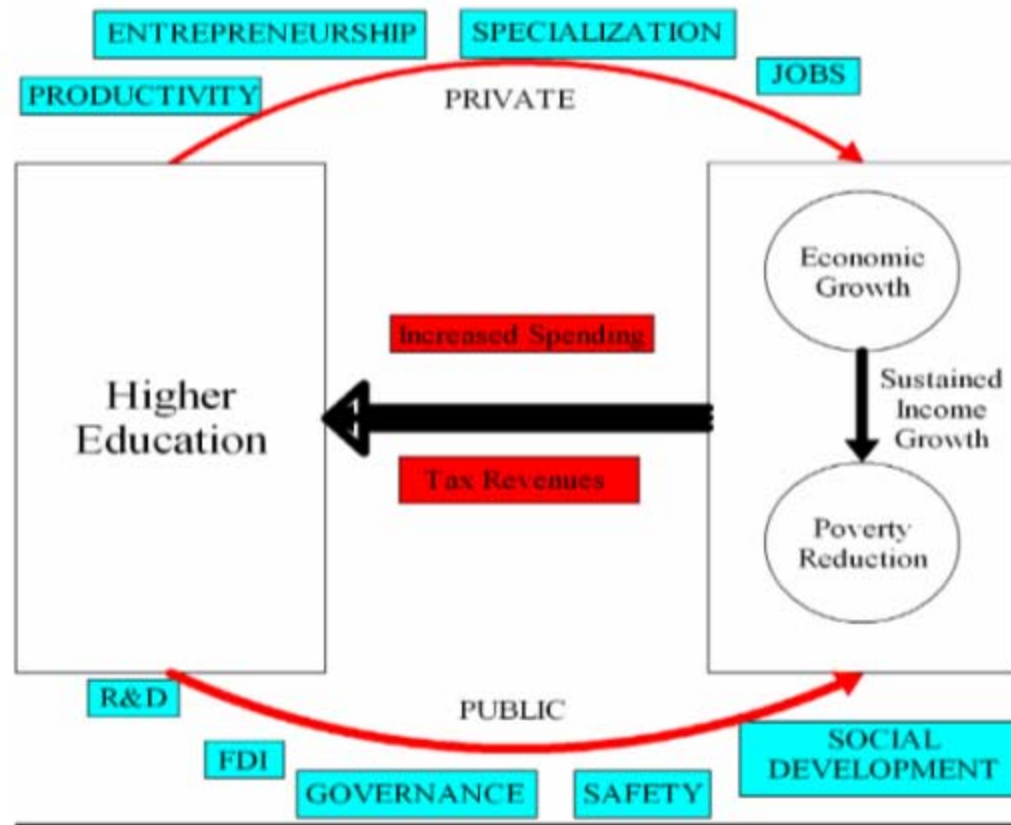 ENTREPRENEURSHIP
SPECIALIZATION
JOBS
PRODUCTIVITY
PRIVATE
Economic
Growth
Increased Spending
Sustained
Income
Growth
Higher
Education
Tax Revenues
Poverty
Reduction
R&D
PUBLIC
FDI
SOCIAL
DEVELOPMENT
GOVERNANCE
SAFETY